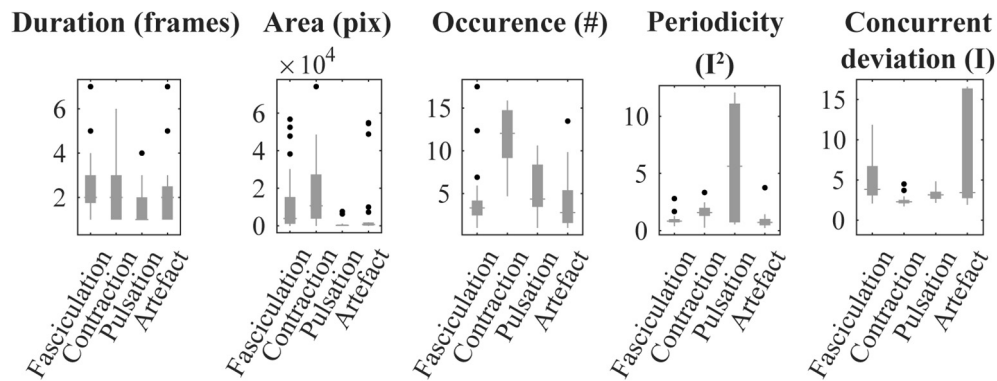 Duration (frames)
Area (pix)
Occurence (#)
Periodicity
(I²)
Concurrent
deviation (I)
6
4
2
Fasciculation
Contraction
Pulsation
Artefact
×10⁴
6
4
2
0
Fasciculation
Contraction
Pulsation
Artefact
15
10
5
Fasciculation
Contraction
Pulsation
Artefact
10
5
0
Fasciculation
Contraction
Pulsation
Artefact
15
10
5
0
Fasciculation
Contraction
Pulsation
Artefact